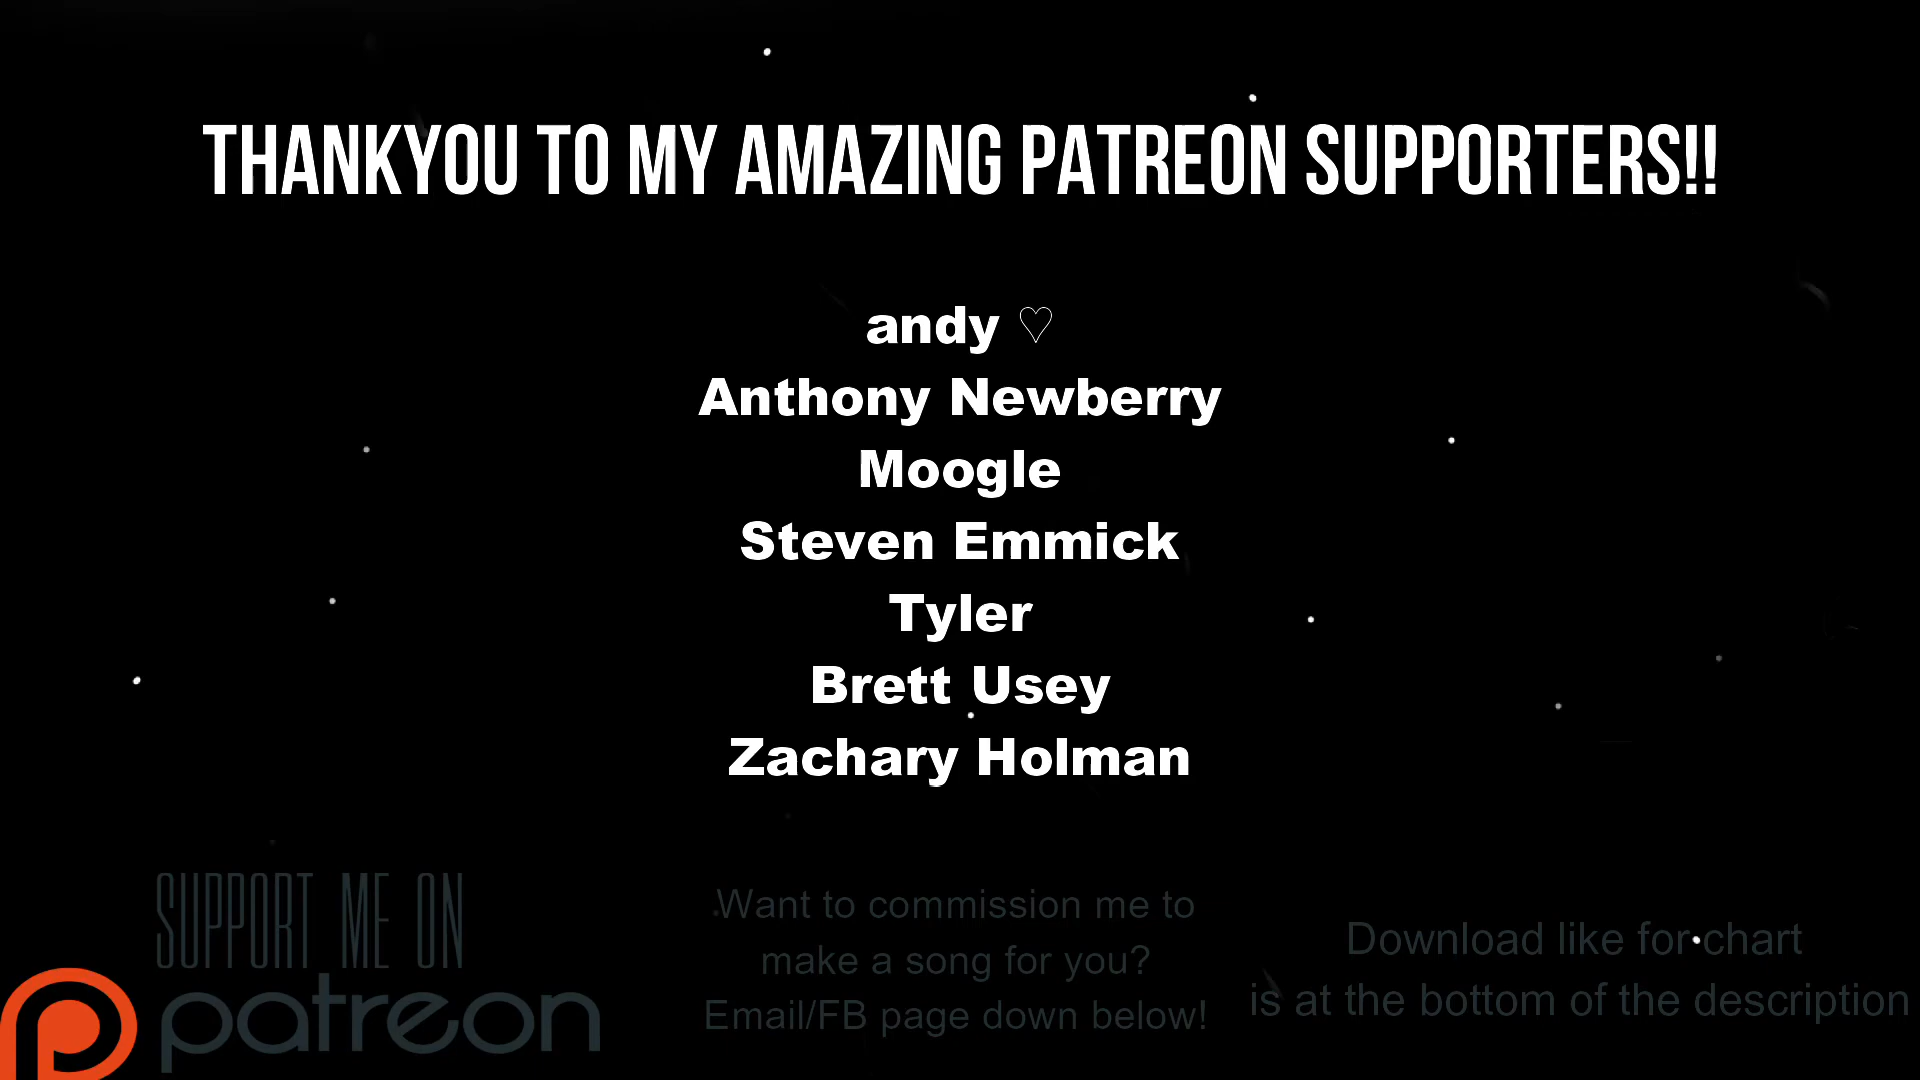 THANKYOU TO MY AMAZING PATREON SUPPORTERS!!
andy ♡
Anthony Newberry
Moogle
Steven Emmick
Tyler
Brett Usey
Zachary Holman
SUPPORT ME ON
patreon
Want to commission me to
make a song for you?
Email/FB page down below!
Download like for chart
is at the bottom of the description